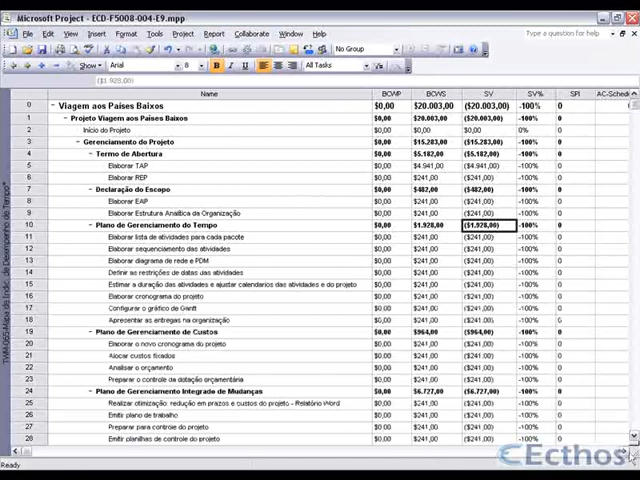 Microsoft Project - ECD-F5008-004-E9.mpp
File Edit View Insert Format Tools Project Report Collaborate Window Help
Type a question for help
No Group
Show Arial 8 B I U All Tasks
($1.928,00)
Name BCWP BCWS SV SV% SPI AC-Schedu
0 Viagem aos Países Baixos $0,00 $20.003,00 ($20.003,00) -100% 0
1 Projeto Viagem aos Países Baixos $0,00 $20.003,00 ($20.003,00) -100% 0
2 Início do Projeto $0,00 $0,00 $0,00 0% 0
3 Gerenciamento do Projeto $0,00 $15.283,00 ($15.283,00) -100% 0
4 Termo de Abertura $0,00 $5.182,00 ($5.182,00) -100% 0
5 Elaborar TAP $0,00 $4.941,00 ($4.941,00) -100% 0
6 Elaborar REP $0,00 $241,00 ($241,00) -100% 0
7 Declaração do Escopo $0,00 $482,00 ($482,00) -100% 0
8 Elaborar EAP $0,00 $241,00 ($241,00) -100% 0
9 Elaborar Estrutura Analítica da Organização $0,00 $241,00 ($241,00) -100% 0
10 Plano de Gerenciamento do Tempo $0,00 $1.928,00 ($1.928,00) -100% 0
11 Elaborar lista de atividades para cada pacote $0,00 $241,00 ($241,00) -100% 0
12 Elaborar sequenciamento das atividades $0,00 $241,00 ($241,00) -100% 0
13 Elaborar diagrama de rede e PDM $0,00 $241,00 ($241,00) -100% 0
14 Definir as restrições de datas das atividades $0,00 $241,00 ($241,00) -100% 0
15 Estimar a duração das atividades e ajustar calendarios das atividades e do projeto $0,00 $241,00 ($241,00) -100% 0
16 Elaborar cronograma do projeto $0,00 $241,00 ($241,00) -100% 0
17 Configurar o gráfico de Gantt $0,00 $241,00 ($241,00) -100% 0
18 Apresentar as entregas na organização $0,00 $241,00 ($241,00) -100% 0
19 Plano de Gerenciamento de Custos $0,00 $964,00 ($964,00) -100% 0
20 Elaborar o novo cronograma do projeto $0,00 $241,00 ($241,00) -100% 0
21 Alocar custos fixados $0,00 $241,00 ($241,00) -100% 0
22 Analisar o orçamento $0,00 $241,00 ($241,00) -100% 0
23 Preparar o controle da dotação orçamentária $0,00 $241,00 ($241,00) -100% 0
24 Plano de Gerenciamento Integrado de Mudanças $0,00 $6.727,00 ($6.727,00) -100% 0
25 Realizar otimização: redução em prazos e custos do projeto - Relatório Word $0,00 $241,00 ($241,00) -100% 0
26 Emitir plano de trabalho $0,00 $241,00 ($241,00) -100% 0
27 Preparar para controle do projeto $0,00 $241,00 ($241,00) -100% 0
28 Emitir planilhas de controle do projeto $0,00 $241,00 ($241,00) -100% 0
Ready
Ecthos